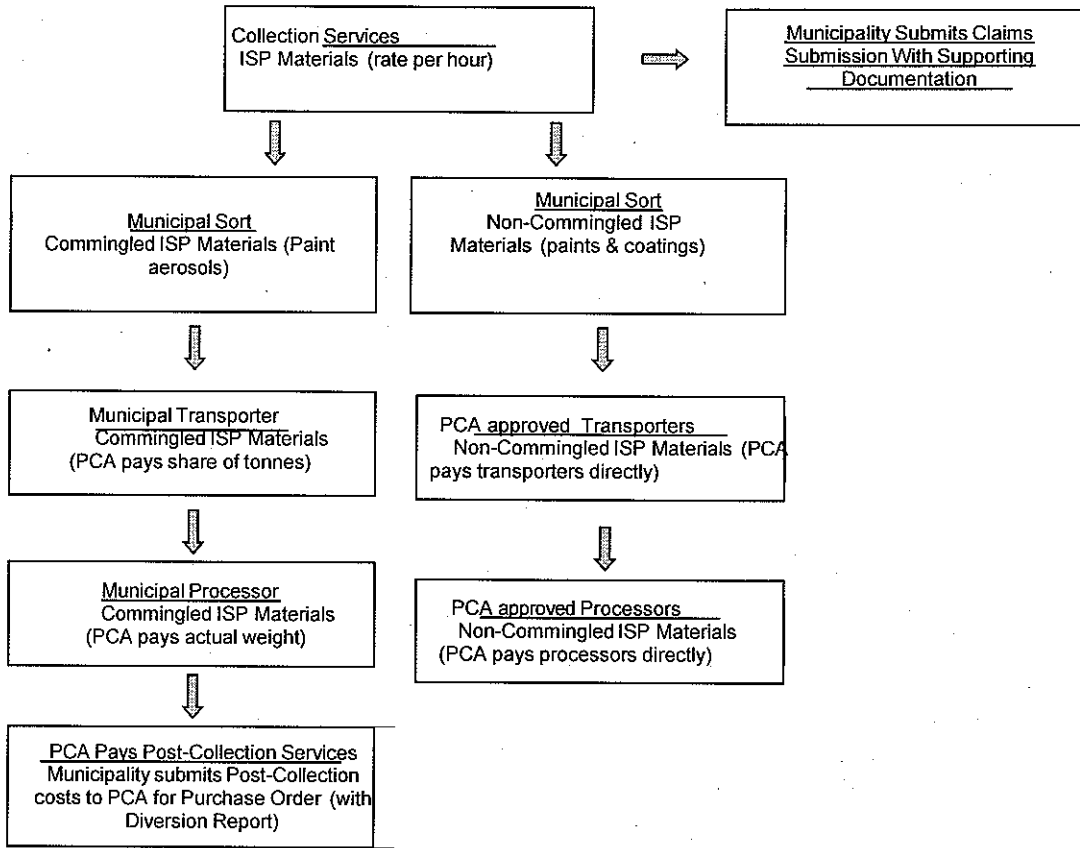 Collection Services
ISP Materials (rate per hour)
Municipality Submits Claims
Submission With Supporting
Documentation
Municipal Sort
Commingled ISP Materials (Paint
aerosols)
Municipal Sort
Non-Commingled ISP
Materials (paints & coatings)
Municipal Transporter
Commingled ISP Materials
(PCA pays share of tonnes)
PCA approved Transporters
Non-Commingled ISP Materials (PCA
pays transporters directly)
Municipal Processor
Commingled ISP Materials
(PCA pays actual weight)
PCA approved Processors
Non-Commingled ISP Materials
(PCA pays processors directly)
PCA Pays Post-Collection Services
Municipality submits Post-Collection
costs to PCA for Purchase Order (with
Diversion Report)